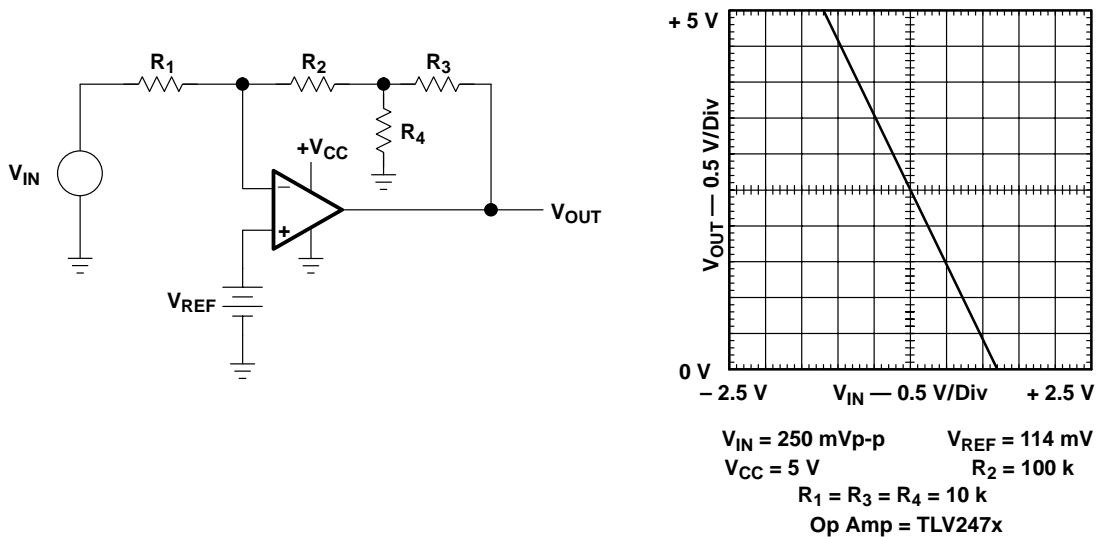 R1
R2
R3
R4
+VCC
VIN
–
+
VOUT
VREF
+ 5 V
VOUT — 0.5 V/Div
0 V
– 2.5 V
VIN — 0.5 V/Div
+ 2.5 V
VIN = 250 mVp-p
VREF = 114 mV
VCC = 5 V
R2 = 100 k
R1 = R3 = R4 = 10 k
Op Amp = TLV247x